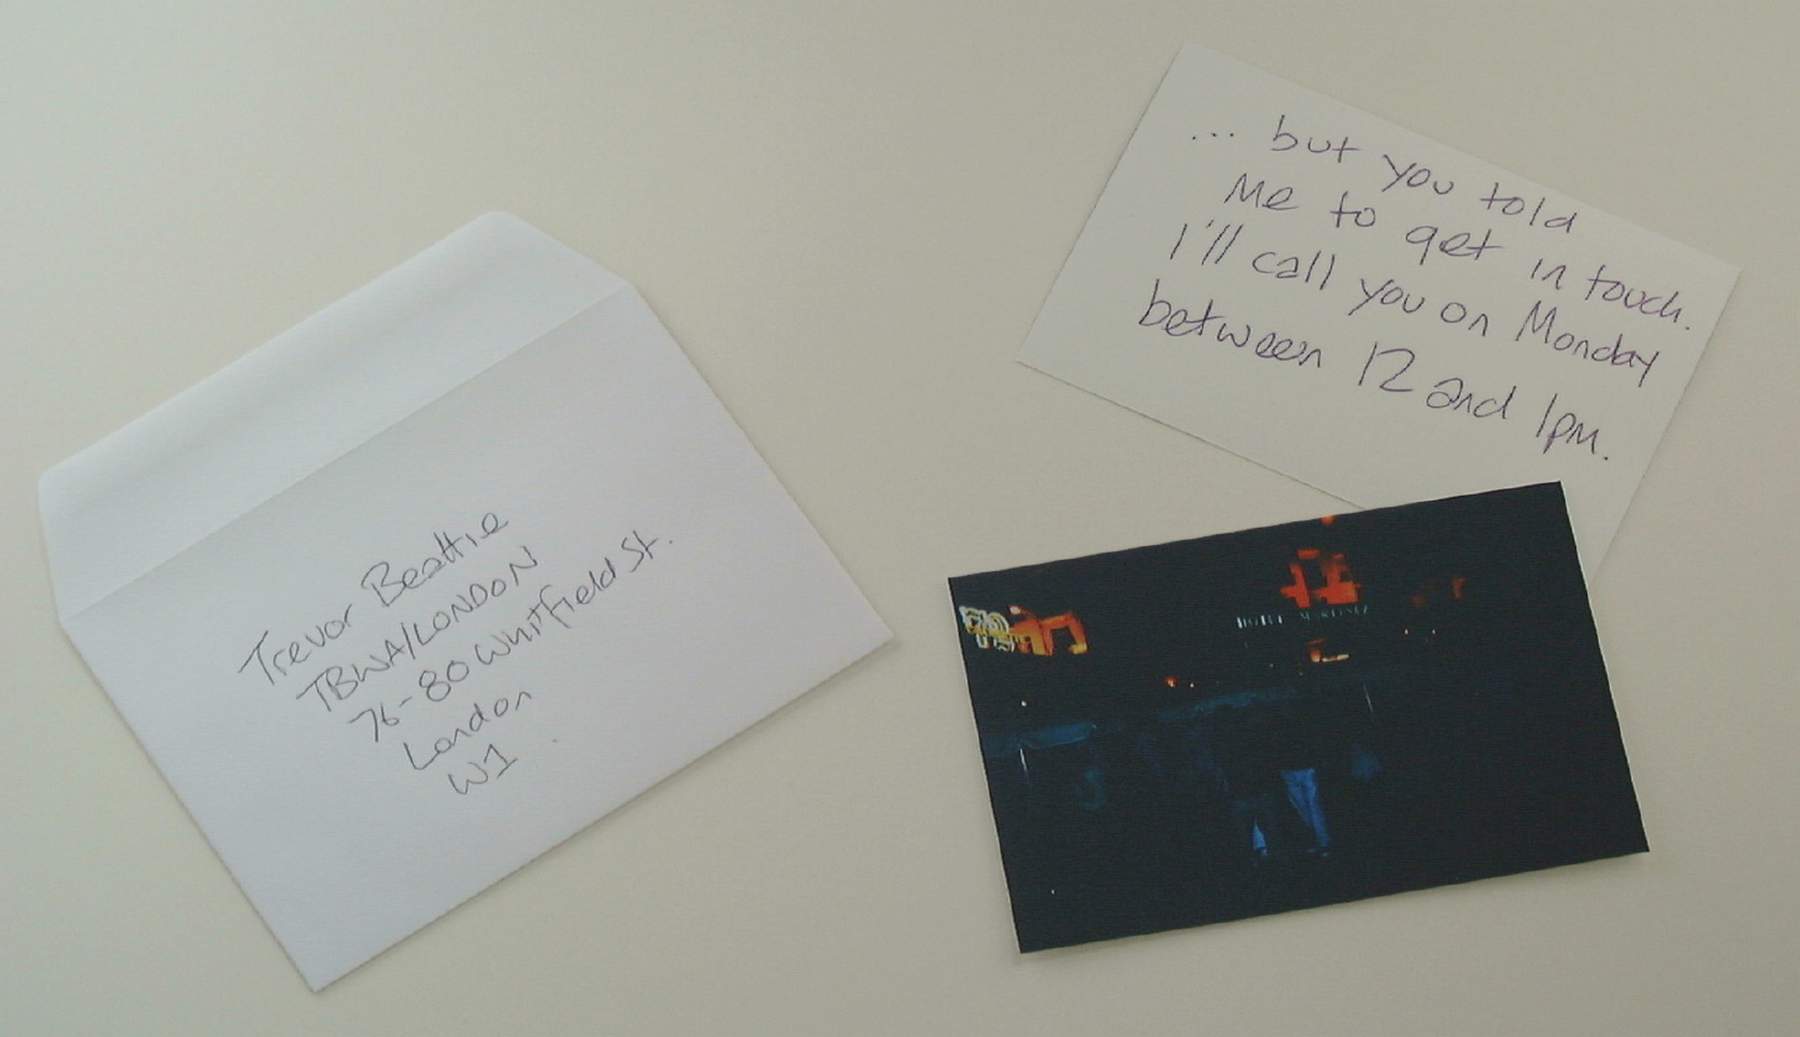 Trevor Beattie
TBWA/LONDON
76-80 Whitfield St.
London
W1
... but you told
me to get in touch.
I'll call you on Monday
between 12 and 1pm.
HOTEL MARTINEZ